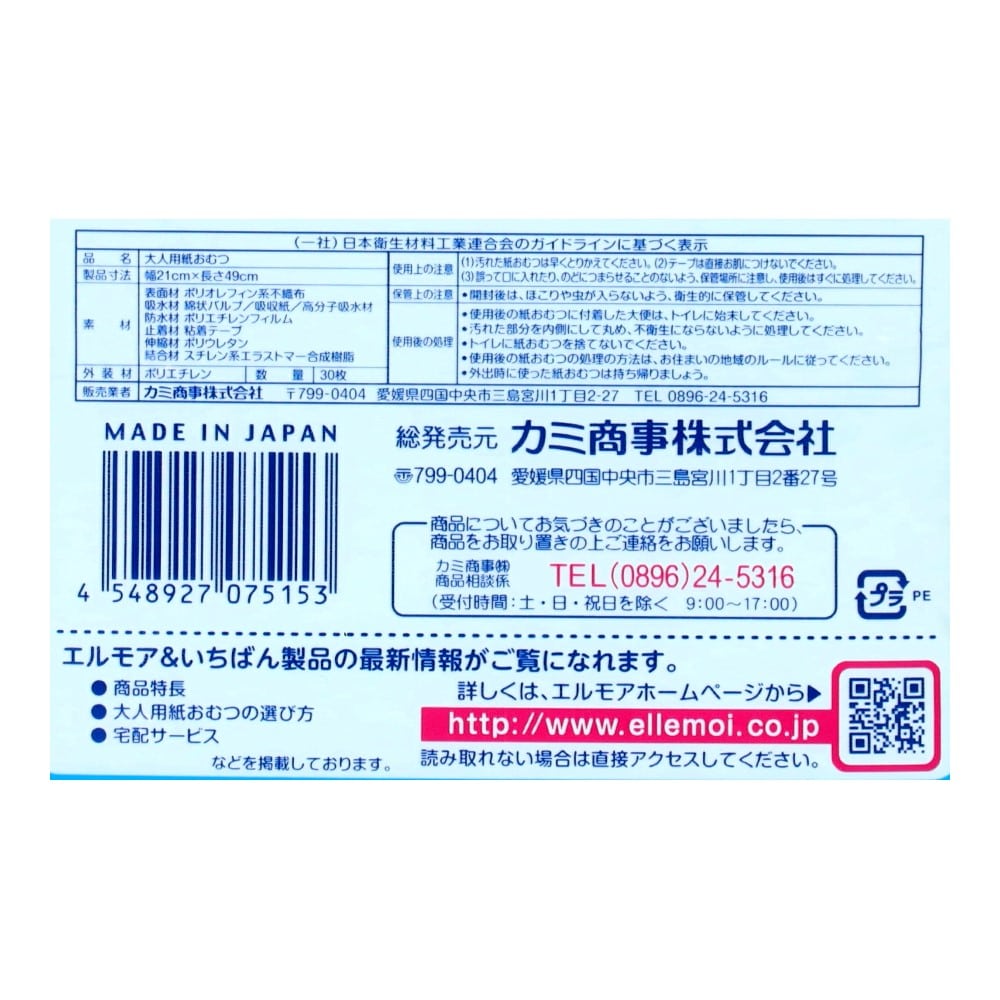 (一社)日本衛生材料工業連合会のガイドラインに基づく表示
品名 大人用紙おむつ
製品寸法 幅21cm×長さ49cm
素材 表面材 ポリオレフィン系不織布
吸水材 綿状パルプ/吸収紙/高分子吸水材
防水材 ポリエチレンフィルム
止着材 粘着テープ
伸縮材 ポリウレタン
結合材 スチレン系エラストマー合成樹脂
外装材 ポリエチレン 数量 30枚
使用上の注意 (1)汚れた紙おむつは早くとりかえてください。(2)テープは直接お肌につけないでください。
(3)誤って口に入れたり、のどにつまらせることのないよう、保管場所に注意し、使用後はすぐに処理してください。
保管上の注意 •開封後は、ほこりや虫が入らないよう、衛生的に保管してください。
使用後の処理 •使用後の紙おむつに付着した大便は、トイレに始末してください。
•汚れた部分を内側にして丸め、不衛生にならないように処理してください。
•トイレに紙おむつを捨てないでください。
•使用後の紙おむつの処理の方法は、お住まいの地域のルールに従ってください。
•外出時に使った紙おむつは持ち帰りましょう。
販売業者 カミ商事株式会社 〒799-0404 愛媛県四国中央市三島宮川1丁目2-27 TEL 0896-24-5316
MADE IN JAPAN
4 548927 075153
総発売元 カミ商事株式会社
〒799-0404 愛媛県四国中央市三島宮川1丁目2番27号
商品についてお気づきのことがございましたら、
商品をお取り置きの上ご連絡をお願いします。
カミ商事㈱
商品相談係 TEL(0896)24-5316
(受付時間:土・日・祝日を除く 9:00〜17:00)
プラ PE
エルモア&いちばん製品の最新情報がご覧になれます。
●商品特長
●大人用紙おむつの選び方
●宅配サービス
などを掲載しております。
詳しくは、エルモアホームページから▶
http://www.ellemoi.co.jp
読み取れない場合は直接アクセスしてください。